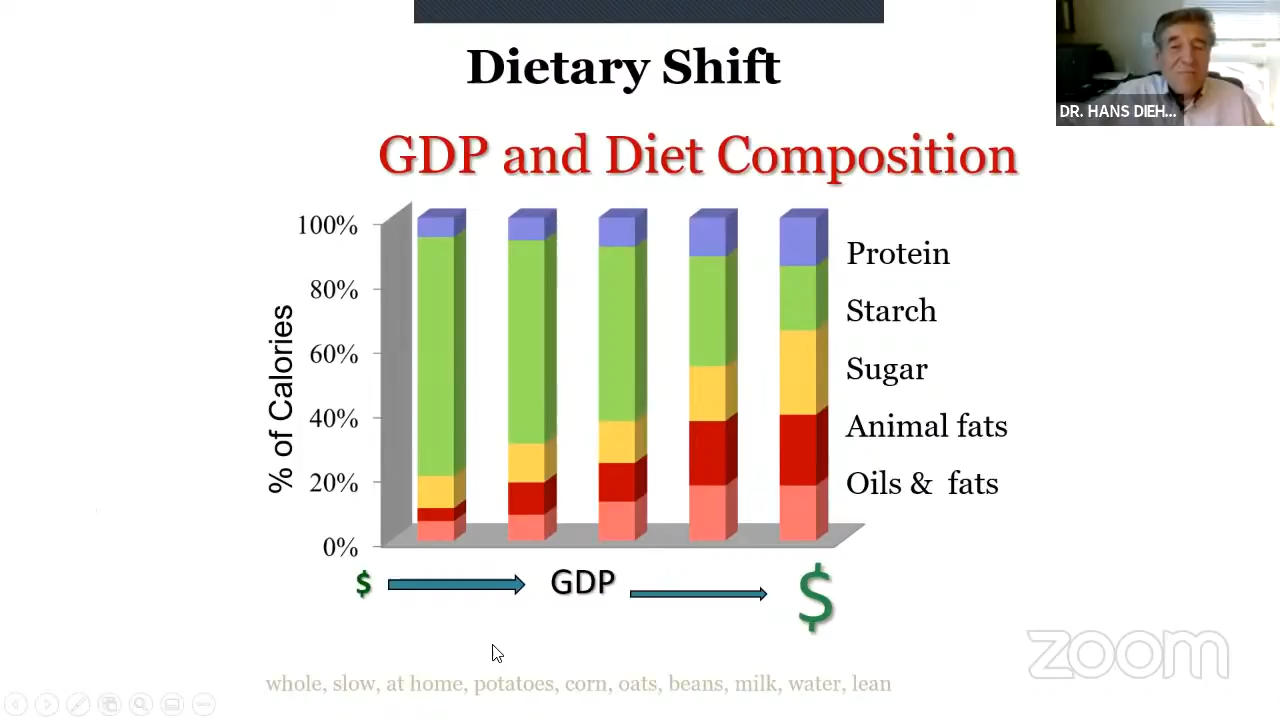 Dietary Shift
DR. HANS DIEH...
GDP and Diet Composition
% of Calories
100%
80%
60%
40%
20%
0%
Protein
Starch
Sugar
Animal fats
Oils & fats
$
GDP
$
zoom
whole, slow, at home, potatoes, corn, oats, beans, milk, water, lean